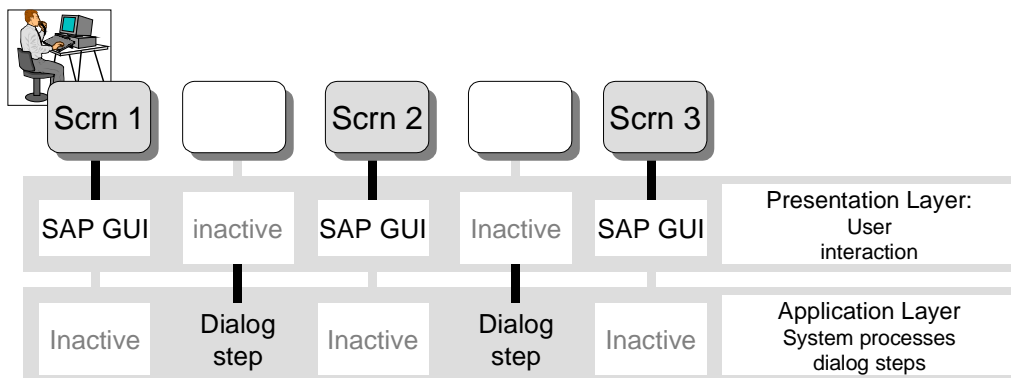 Scrn 1
Scrn 2
Scrn 3
SAP GUI
inactive
SAP GUI
Inactive
SAP GUI
Presentation Layer:
User
interaction
Inactive
Dialog
step
Inactive
Dialog
step
Inactive
Application Layer
System processes
dialog steps